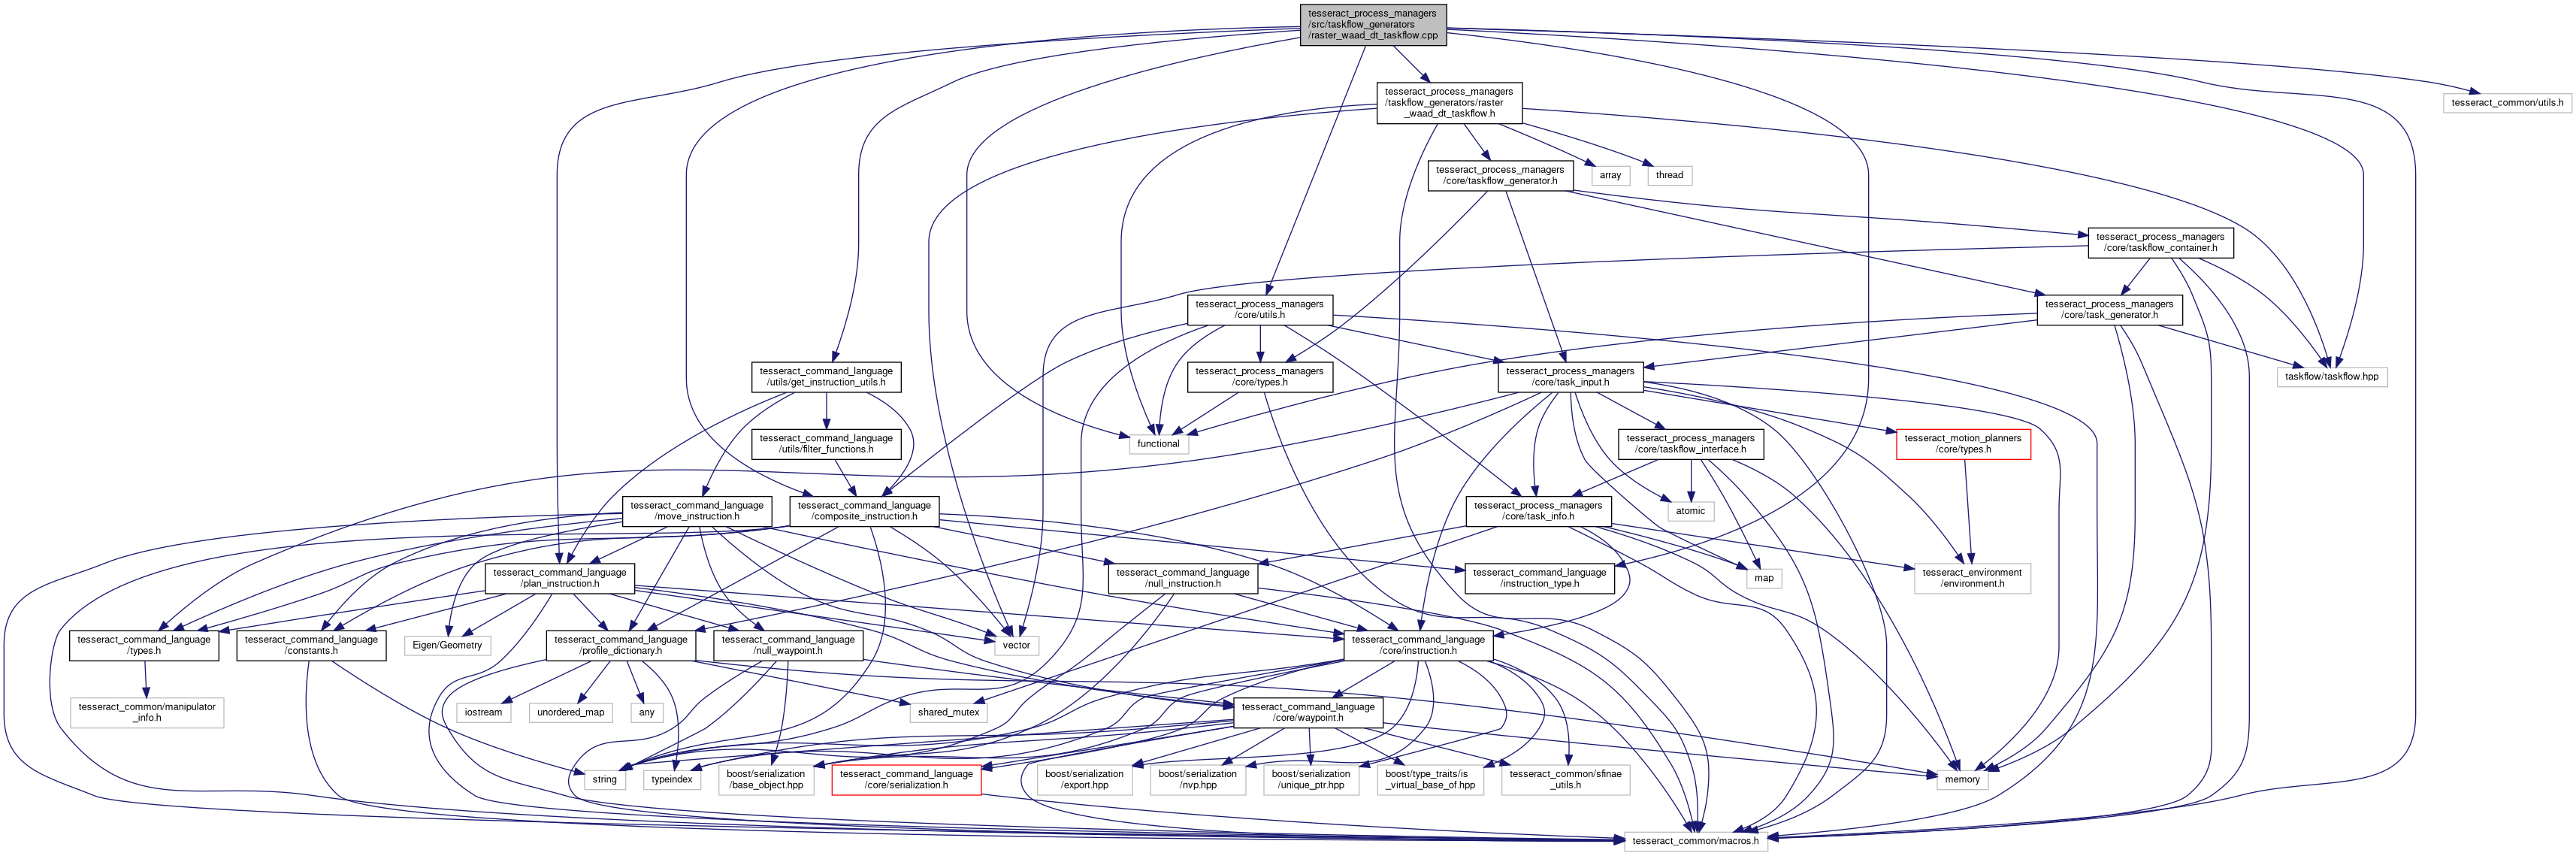 tesseract_process_managers
/src/taskflow_generators
/raster_waad_dt_taskflow.cpp
tesseract_process_managers
/taskflow_generators/raster
_waad_dt_taskflow.h
tesseract_common/utils.h
tesseract_process_managers
/core/taskflow_generator.h
array
thread
tesseract_process_managers
/core/taskflow_container.h
tesseract_process_managers
/core/utils.h
tesseract_process_managers
/core/task_generator.h
tesseract_command_language
/utils/get_instruction_utils.h
tesseract_process_managers
/core/types.h
tesseract_process_managers
/core/task_input.h
taskflow/taskflow.hpp
tesseract_command_language
/utils/filter_functions.h
functional
tesseract_process_managers
/core/taskflow_interface.h
tesseract_motion_planners
/core/types.h
tesseract_command_language
/move_instruction.h
tesseract_command_language
/composite_instruction.h
tesseract_process_managers
/core/task_info.h
atomic
tesseract_command_language
/plan_instruction.h
tesseract_command_language
/null_instruction.h
tesseract_command_language
/instruction_type.h
map
tesseract_environment
/environment.h
tesseract_command_language
/types.h
tesseract_command_language
/constants.h
Eigen/Geometry
tesseract_command_language
/profile_dictionary.h
tesseract_command_language
/null_waypoint.h
vector
tesseract_command_language
/core/instruction.h
tesseract_common/manipulator
_info.h
iostream
unordered_map
any
shared_mutex
tesseract_command_language
/core/waypoint.h
string
typeindex
boost/serialization
/base_object.hpp
tesseract_command_language
/core/serialization.h
boost/serialization
/export.hpp
boost/serialization
/nvp.hpp
boost/serialization
/unique_ptr.hpp
boost/type_traits/is
_virtual_base_of.hpp
tesseract_common/sfinae
_utils.h
memory
tesseract_common/macros.h